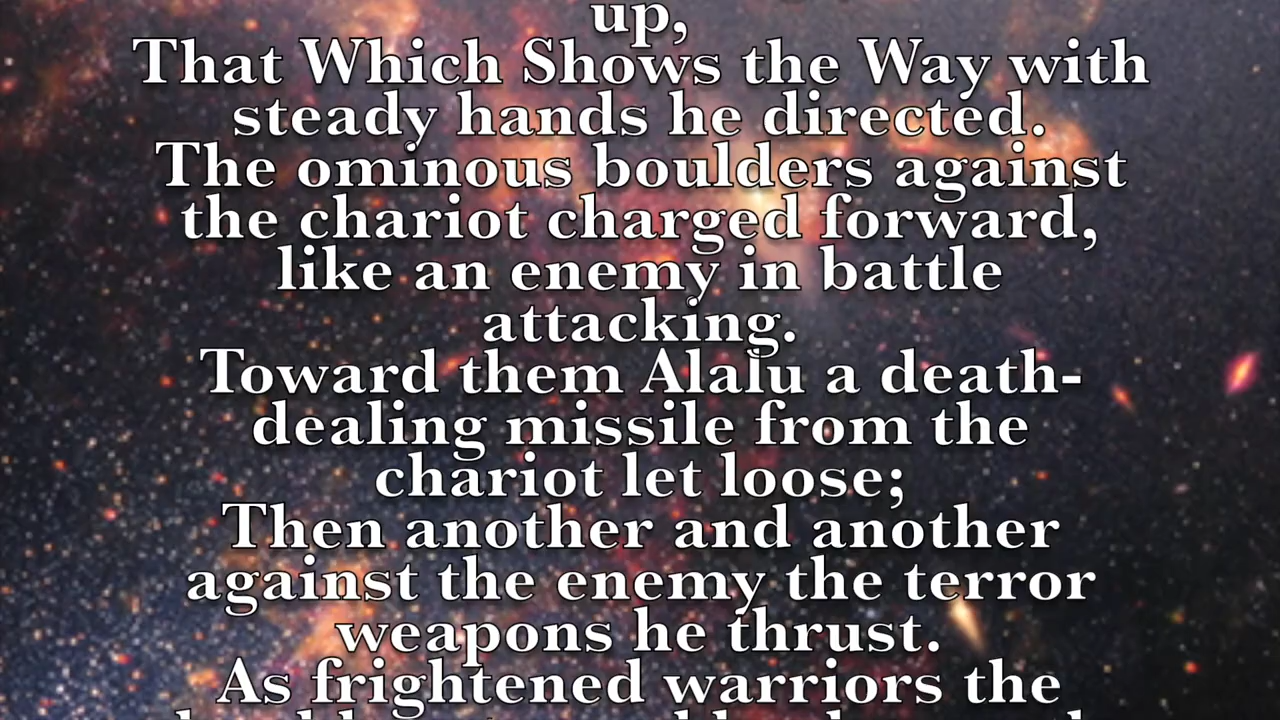 up,
That Which Shows the Way with
steady hands he directed.
The ominous boulders against
the chariot charged forward,
like an enemy in battle
attacking.
Toward them Alalu a death-
dealing missile from the
chariot let loose;
Then another and another
against the enemy the terror
weapons he thrust.
As frightened warriors the